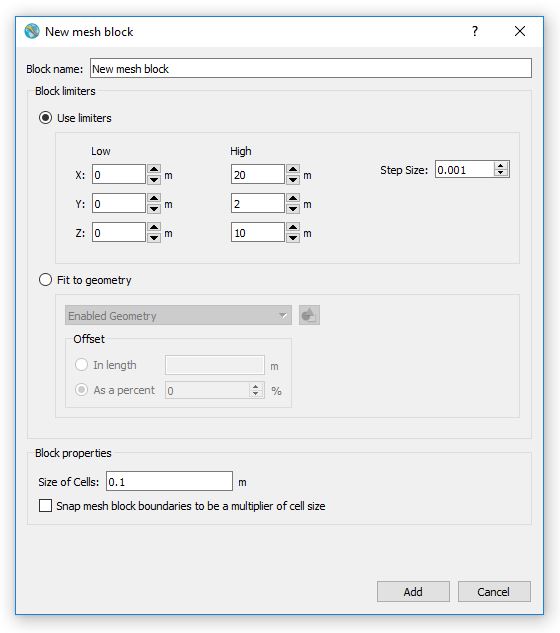 New mesh block
?
Block name: New mesh block
Block limiters
Use limiters
Low High
X: 0 m 20 m Step Size: 0.001
Y: 0 m 2 m
Z: 0 m 10 m
Fit to geometry
Enabled Geometry
Offset
In length m
As a percent 0 %
Block properties
Size of Cells: 0.1 m
Snap mesh block boundaries to be a multiplier of cell size
Add Cancel